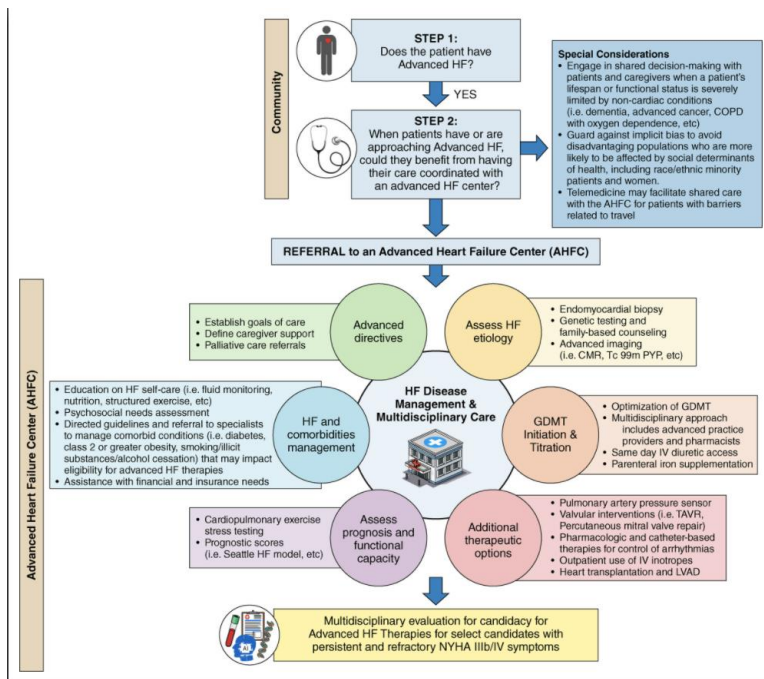 Community
STEP 1:
Does the patient have
Advanced HF?
YES
STEP 2:
When patients have or are
approaching Advanced HF,
could they benefit from having
their care coordinated with
an advanced HF center?
Special Considerations
• Engage in shared decision-making with
patients and caregivers when a patient's
lifespan or functional status is severely
limited by non-cardiac conditions
(i.e. dementia, advanced cancer, COPD
with oxygen dependence, etc)
• Guard against implicit bias to avoid
disadvantaging populations who are more
likely to be affected by social determinants
of health, including race/ethnic minority
patients and women.
• Telemedicine may facilitate shared care
with the AHFC for patients with barriers
related to travel
REFERRAL to an Advanced Heart Failure Center (AHFC)
Advanced Heart Failure Center (AHFC)
• Establish goals of care
• Define caregiver support
• Palliative care referrals
Advanced
directives
Assess HF
etiology
• Endomyocardial biopsy
• Genetic testing and
family-based counseling
• Advanced imaging
(i.e. CMR, Tc 99m PYP, etc)
HF Disease
Management &
Multidisciplinary Care
• Education on HF self-care (i.e. fluid monitoring,
nutrition, structured exercise, etc)
• Psychosocial needs assessment
• Directed guidelines and referral to specialists
to manage comorbid conditions (i.e. diabetes,
class 2 or greater obesity, smoking/illicit
substances/alcohol cessation) that may impact
eligibility for advanced HF therapies
• Assistance with financial and insurance needs
HF and
comorbidities
management
GDMT
Initiation &
Titration
• Optimization of GDMT
• Multidisciplinary approach
includes advanced practice
providers and pharmacists
• Same day IV diuretic access
• Parenteral iron supplementation
• Cardiopulmonary exercise
stress testing
• Prognostic scores
(i.e. Seattle HF model, etc)
Assess
prognosis and
functional
capacity
Additional
therapeutic
options
• Pulmonary artery pressure sensor
• Valvular interventions (i.e. TAVR,
Percutaneous mitral valve repair)
• Pharmacologic and catheter-based
therapies for control of arrhythmias
• Outpatient use of IV inotropes
• Heart transplantation and LVAD
AI
Multidisciplinary evaluation for candidacy for
Advanced HF Therapies for select candidates with
persistent and refractory NYHA IIIb/IV symptoms